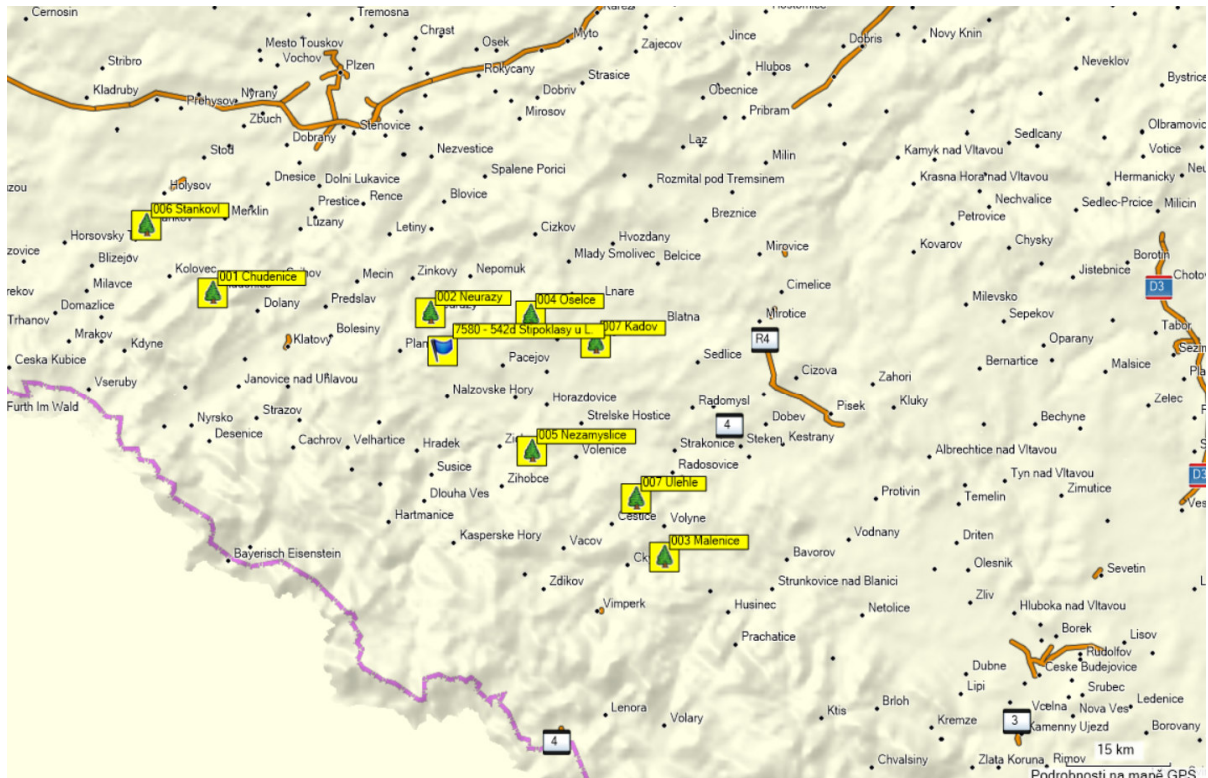 Cernosin
Tremosna
Chrast
Osek
Myto
Zajecov
Jince
Dobris
Novy Knin
Neveklov
Mesto Touskov
Vochov
Plzen
Stribro
Rokycany
Strasice
Hlubos
Bystrice
Kladruby
Prehysov
Nyrany
Dobriv
Obecnice
Pribram
Zbuch
Mirosov
Stenovice
Olbramovice
Dobrany
Laz
Sedlcany
Stod
Nezvestice
Milin
Kamyk nad Vltavou
Votice
Spalene Porici
Holysov
Dnesice
Dolni Lukavice
Rozmital pod Tremsinem
Krasna Hora nad Vltavou
Hermanicky
Prestice
Rence
Blovice
Nechvalice
006 Stankovl
Merklin
Luzany
Letiny
Cizkov
Breznice
Petrovice
Sedlec-Prcice
Milicin
Hvozdany
Kovarov
Chysky
Blizejov
Mlady Smolivec
Belcice
Mirovice
Borotin
Kolovec
001 Chudenice
Mecin
Zinkovy
Nepomuk
Jistebnice
Milavce
Cimelice
D3
Domazlice
Dolany
Predslav
002 Neurazy
004 Oselce
Lnare
Milevsko
Trhanov
Bolesiny
7580 - 542d Stipoklasy u L.
007 Kadov
Blatna
Mirotice
Sepekov
Tabor
Mrakov
Kdyne
Klatovy
R4
Oparany
Ceska Kubice
Pacejov
Sedlice
Bernartice
Malsice
Vseruby
Janovice nad Uhlavou
Nalzovske Hory
Cizova
Zahori
Horazdovice
Radomysl
Kluky
Zelec
Furth Im Wald
Nyrsko
Strazov
Strelske Hostice
Dobev
Pisek
Bechyne
Desenice
4
Cachrov
Velhartice
Hradek
005 Nezamyslice
Volenice
Strakonice
Steken
Kestrany
Albrechtice nad Vltavou
Susice
Radosovice
Tyn nad Vltavou
D3
Zihobce
007 Ulehle
Dlouha Ves
Protivin
Temelin
Zimutice
Hartmanice
Cestice
Volyne
Kasperske Hory
Vacov
003 Malenice
Vodnany
Driten
Bayerisch Eisenstein
Bavorov
Olesnik
Sevetin
Zdikov
Strunkovice nad Blanici
Zliv
Vimperk
Husinec
Netolice
Hluboka nad Vltavou
Prachatice
Borek
Lisov
Rudolfov
Dubne
Ceske Budejovice
Lipi
Srubec
Ledenice
Lenora
Volary
Ktis
Brloh
Vcelna
Nova Ves
Kremze
3
Kamenny Ujezd
Borovany
4
15 km
Chvalsiny
Zlata Koruna
Rimov
Podrobnosti na mapě GPS